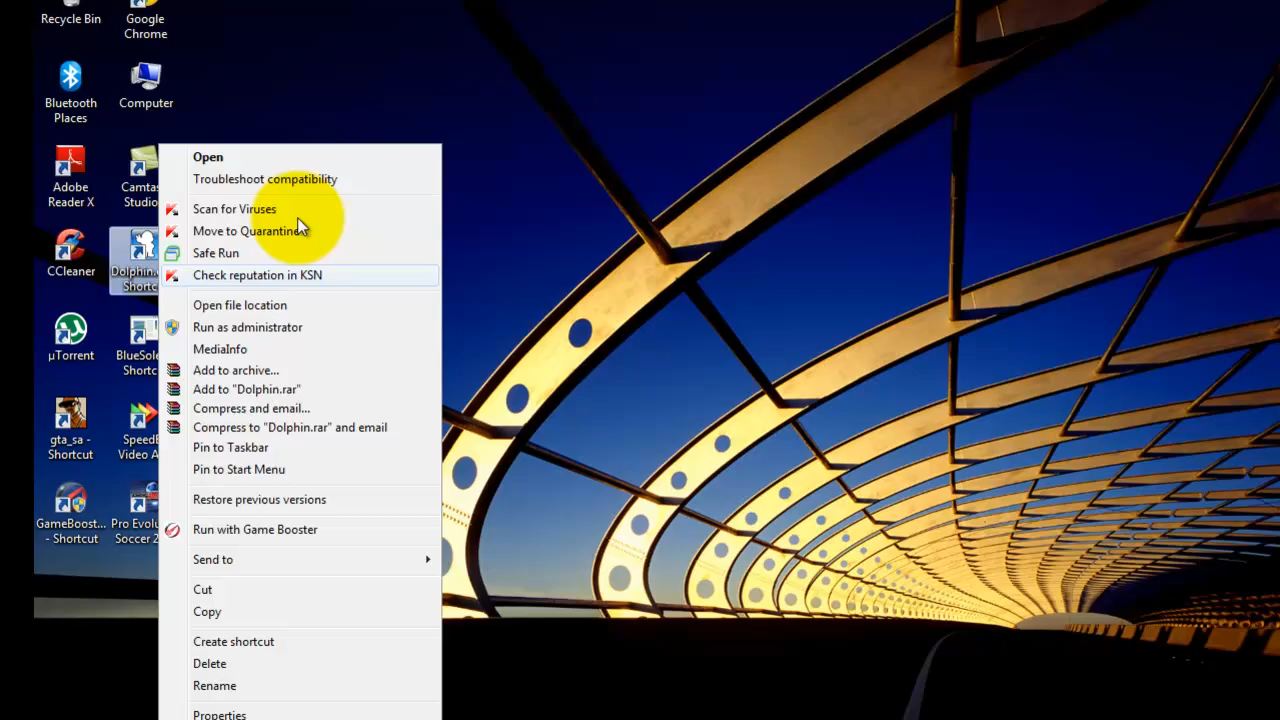 Recycle Bin
Google
Chrome
Bluetooth
Places
Computer
Adobe
Reader X
Camta
Studio
CCleaner
Dolphin.
Shortc
µTorrent
BlueSole
Shortc
gta_sa -
Shortcut
SpeedB
Video A
GameBoost...
- Shortcut
Pro Evolu
Soccer 2
Open
Troubleshoot compatibility
Scan for Viruses
Move to Quarantine
Safe Run
Check reputation in KSN
Open file location
Run as administrator
MediaInfo
Add to archive...
Add to "Dolphin.rar"
Compress and email...
Compress to "Dolphin.rar" and email
Pin to Taskbar
Pin to Start Menu
Restore previous versions
Run with Game Booster
Send to
Cut
Copy
Create shortcut
Delete
Rename
Properties